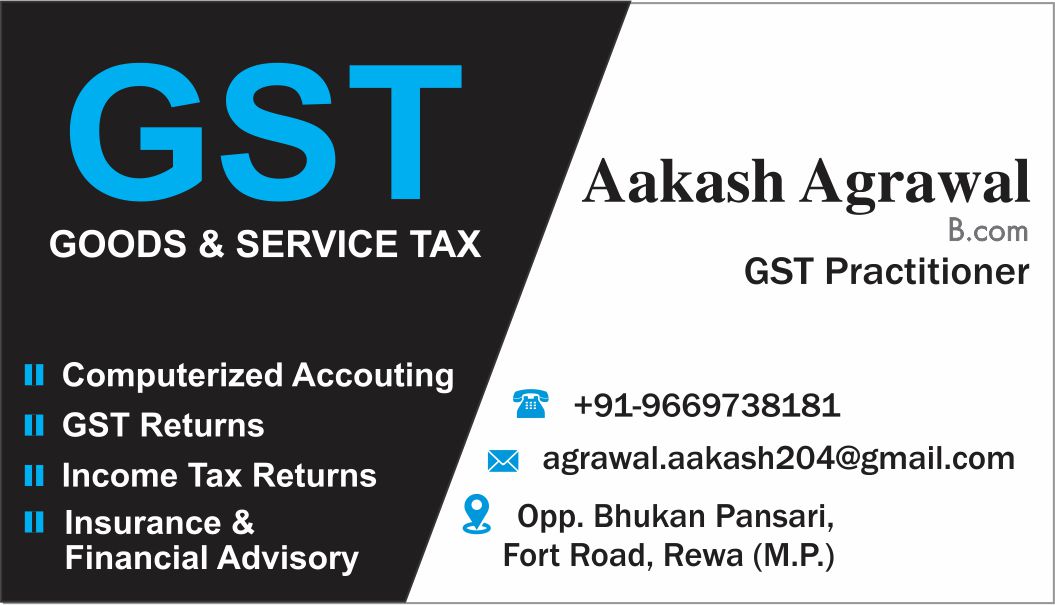 GST
GOODS & SERVICE TAX
Computerized Accouting
GST Returns
Income Tax Returns
Insurance &
Financial Advisory
Aakash Agrawal
B.com
GST Practitioner
+91-9669738181
agrawal.aakash204@gmail.com
Opp. Bhukan Pansari,
Fort Road, Rewa (M.P.)